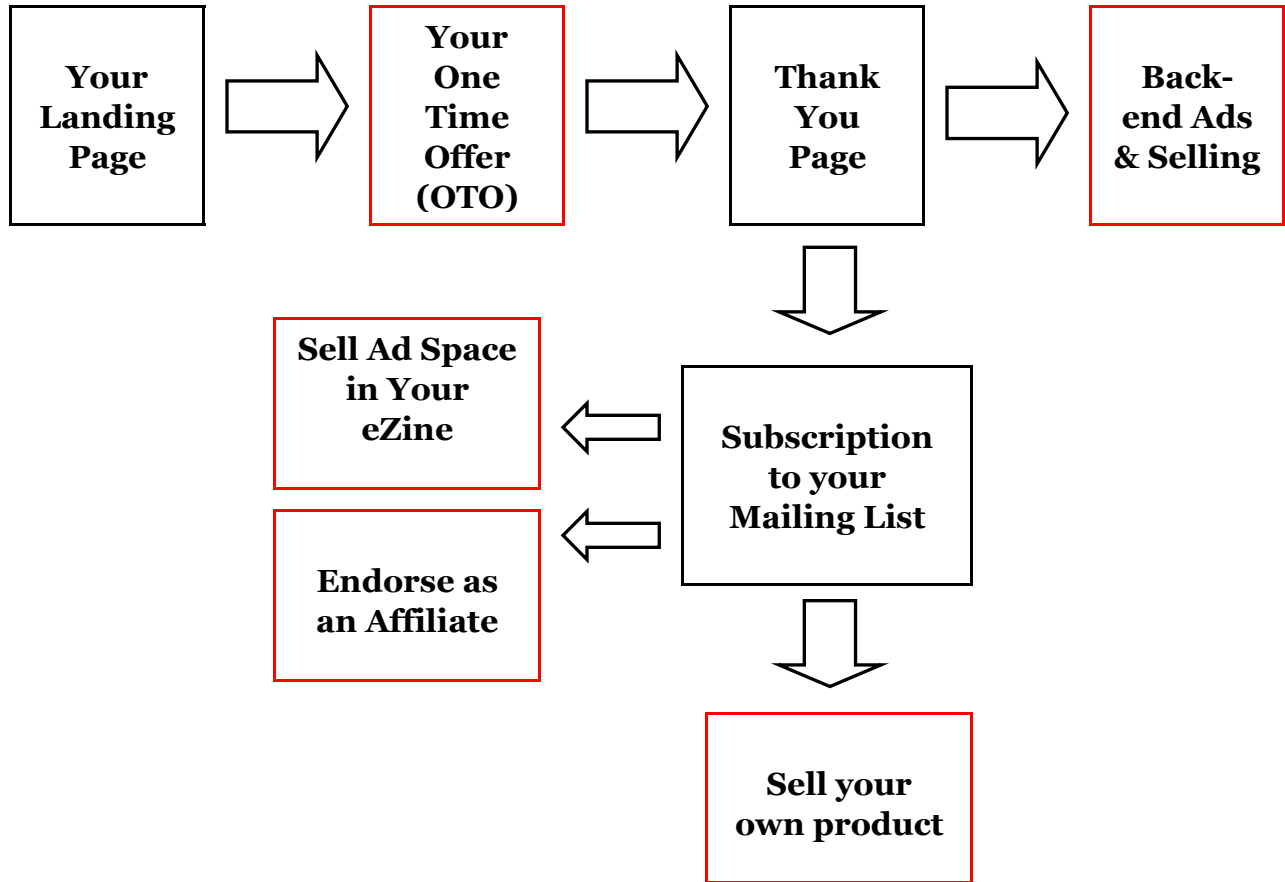 Your
Landing
Page
Your
One
Time
Offer
(OTO)
Thank
You
Page
Back-
end Ads
& Selling
Sell Ad Space
in Your
eZine
Subscription
to your
Mailing List
Endorse as
an Affiliate
Sell your
own product